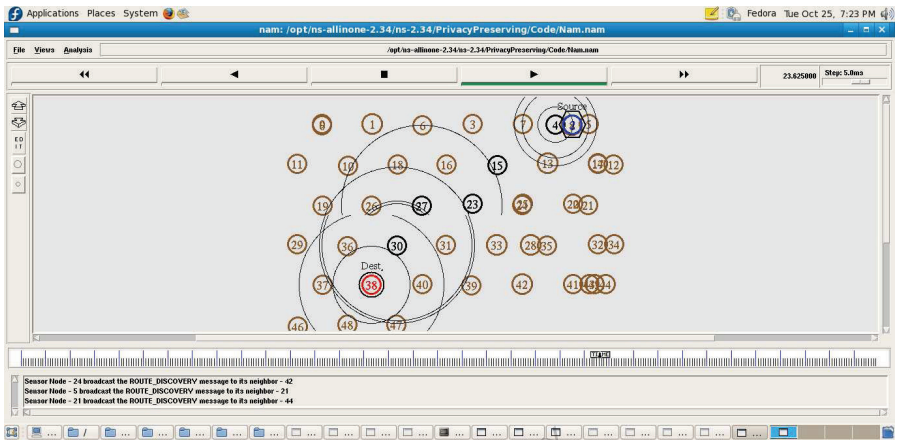 Applications Places System Fedora Tue Oct 25, 7:23 PM
nam: /opt/ns-allinone-2.34/ns-2.34/PrivacyPreserving/Code/Nam.nam
File Views Analysis /opt/ns-allinone-2.34/ns-2.34/PrivacyPreserving/Code/Nam.nam
23.625000 Step: 5.0ms
ED
IT
Source
1 6 3 7 4 5
11 10 18 16 15 13 12
19 26 27 23 21
29 36 30 31 33 28 35 32 34
Dest.
37 38 40 39 42 41
46 48 47
TIME
Sensor Node - 24 broadcast the ROUTE_DISCOVERY message to its neighbor - 42
Sensor Node - 5 broadcast the ROUTE_DISCOVERY message to its neighbor - 21
Sensor Node - 21 broadcast the ROUTE_DISCOVERY message to its neighbor - 44
/ ... ... ... ... ... ... ... ... ... ... ... ... ... ... ... ... ...